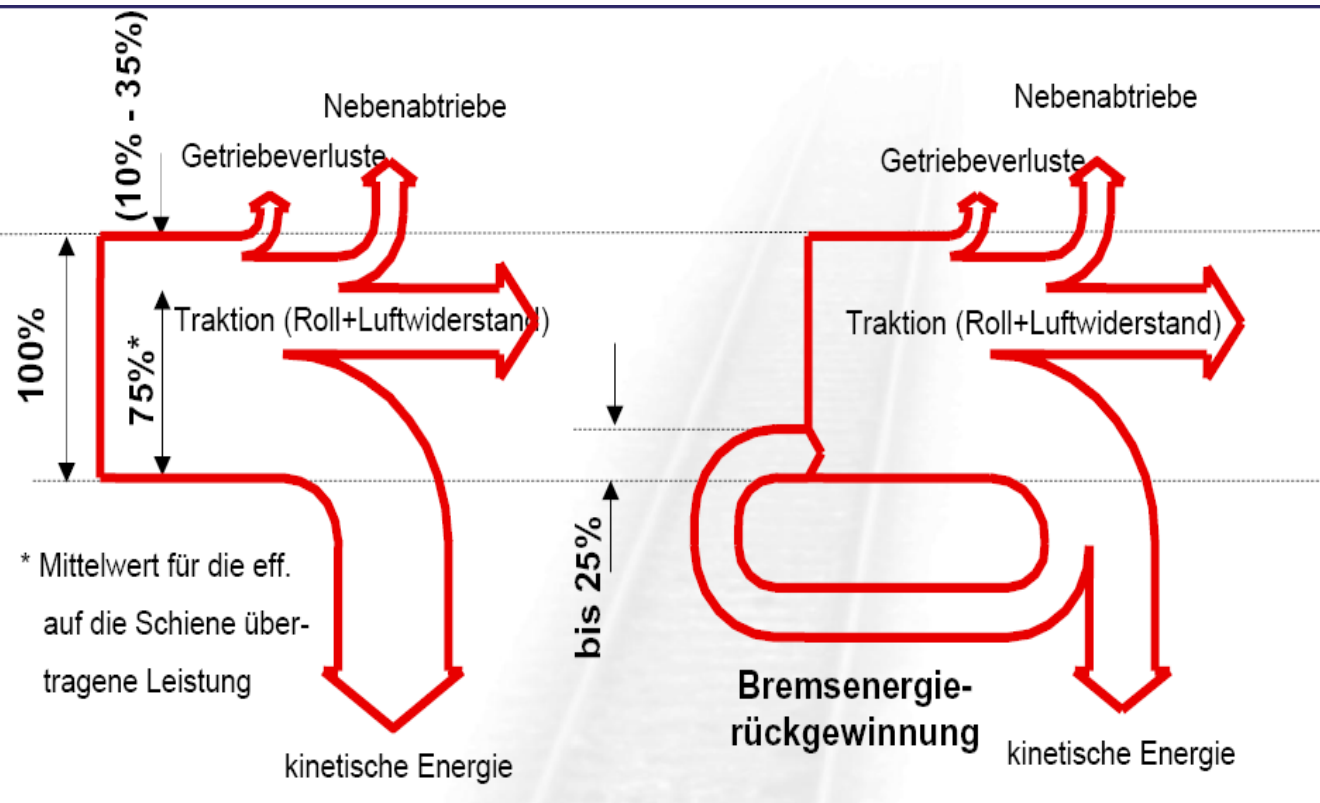 (10% - 35%)
Nebenabtriebe
Getriebeverluste
100%
75%*
Traktion (Roll+Luftwiderstand)
* Mittelwert für die eff.
auf die Schiene über-
tragene Leistung
kinetische Energie
Nebenabtriebe
Getriebeverluste
Traktion (Roll+Luftwiderstand)
bis 25%
Bremsenergie-
rückgewinnung
kinetische Energie